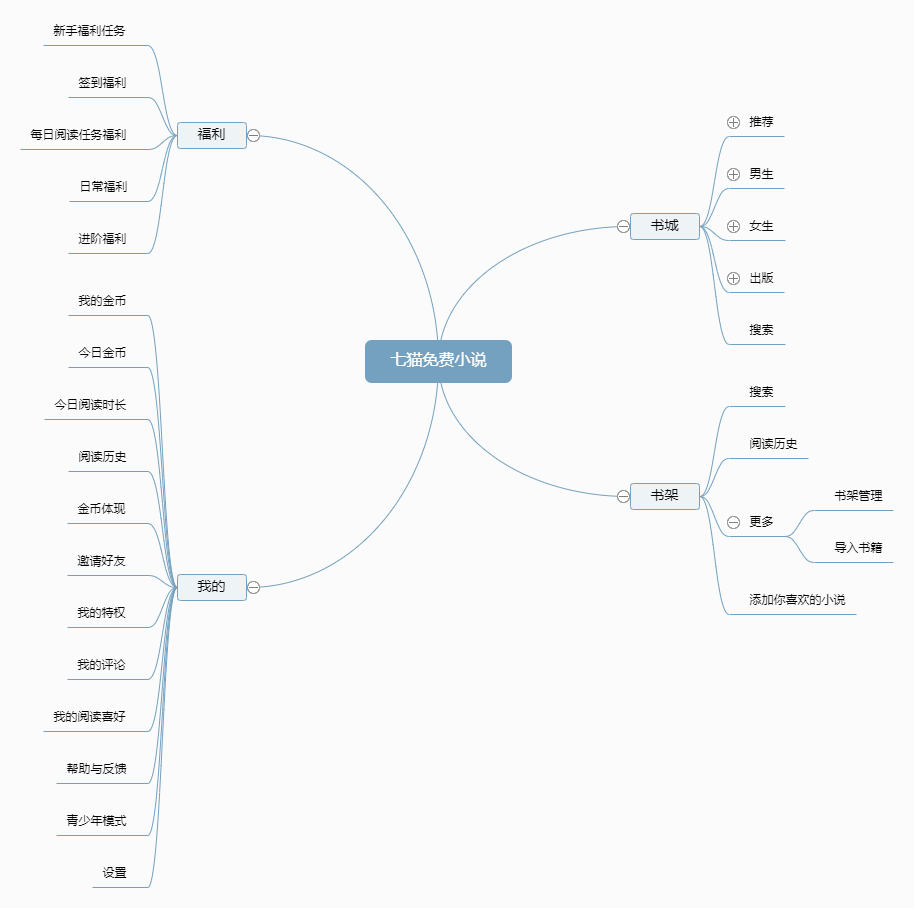 七猫免费小说
福利
新手福利任务
签到福利
每日阅读任务福利
日常福利
进阶福利
我的
我的金币
今日金币
今日阅读时长
阅读历史
金币体现
邀请好友
我的特权
我的评论
我的阅读喜好
帮助与反馈
青少年模式
设置
书城
推荐
男生
女生
出版
搜索
书架
搜索
阅读历史
更多
书架管理
导入书籍
添加你喜欢的小说